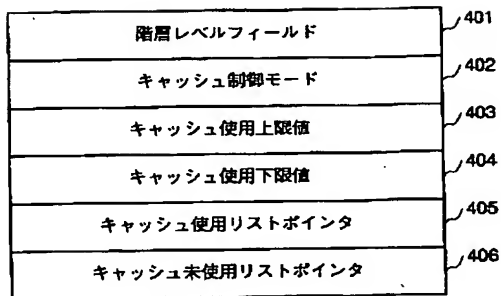 階層レベルフィールド 401
キャッシュ制御モード 402
キャッシュ使用上限値 403
キャッシュ使用下限値 404
キャッシュ使用リストポインタ 405
キャッシュ未使用リストポインタ 406